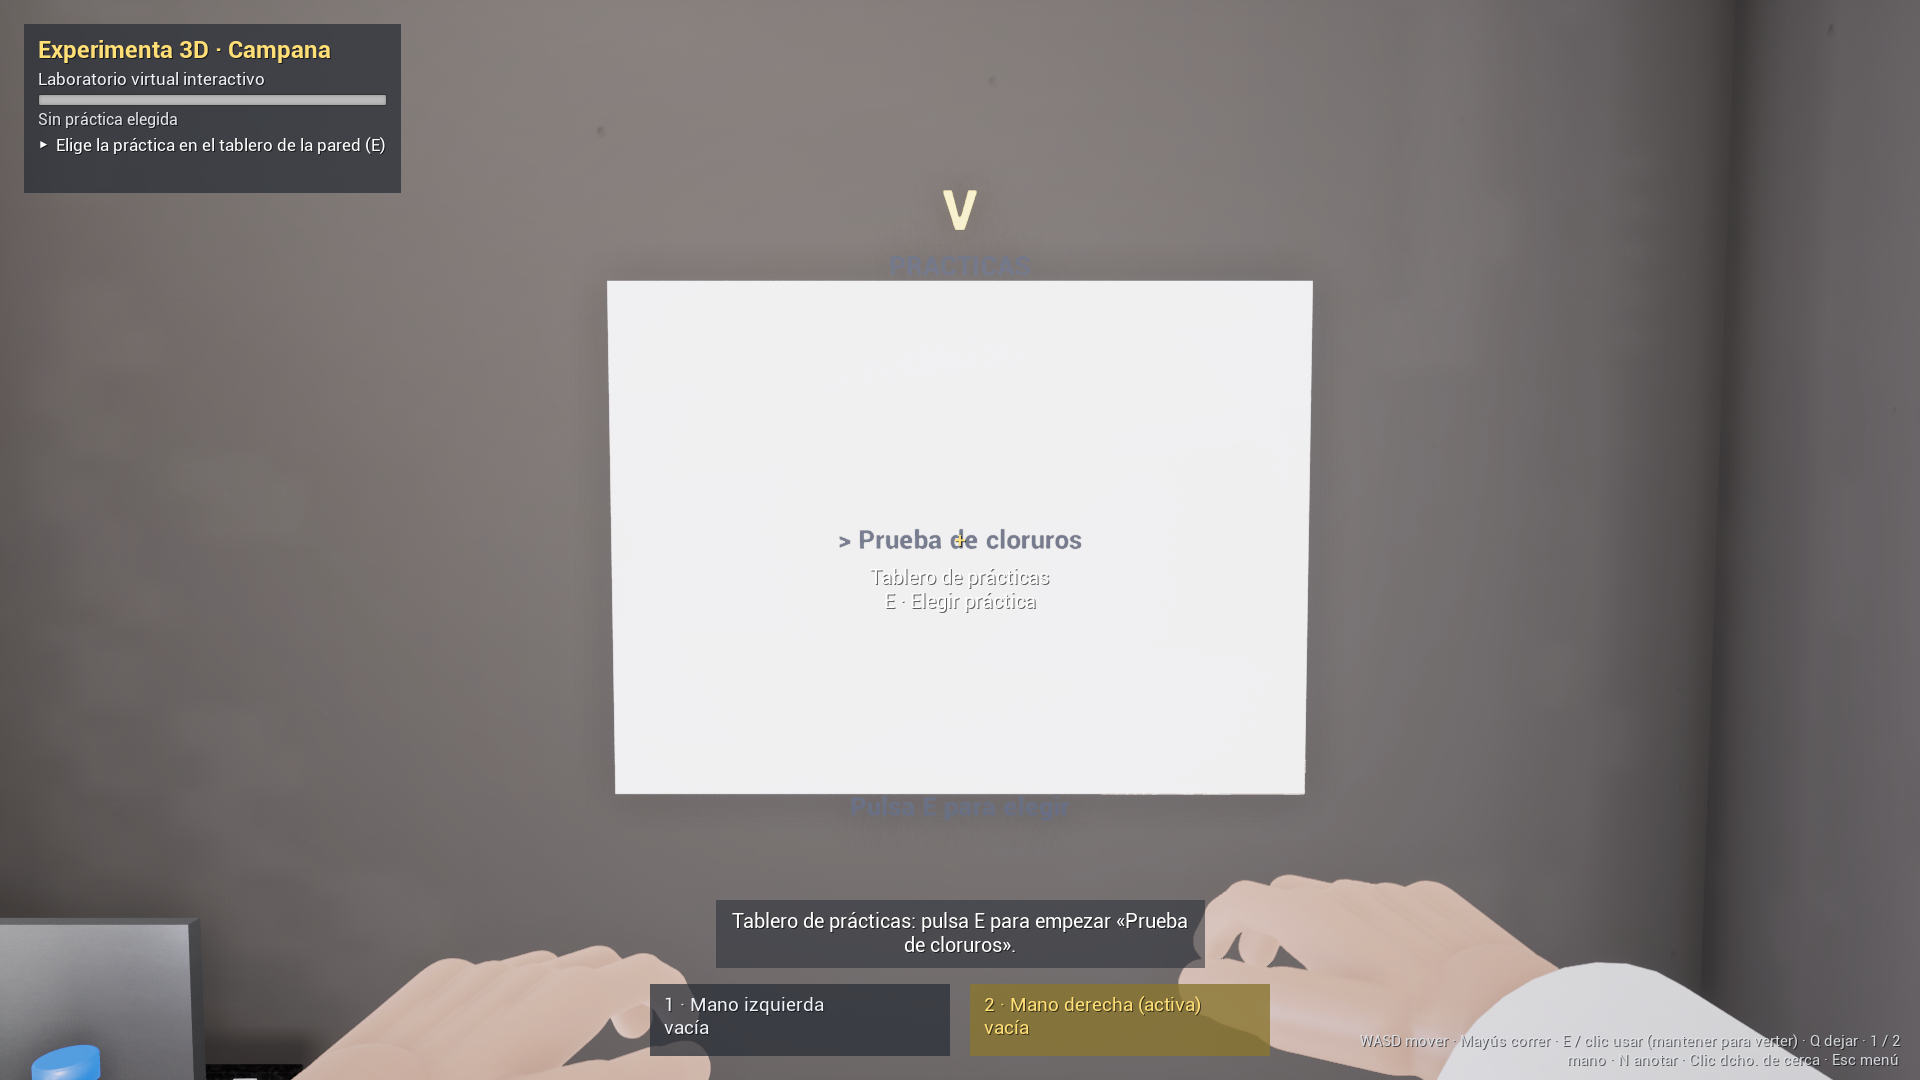 Experimenta 3D · Campana
Laboratorio virtual interactivo
Sin práctica elegida
▸ Elige la práctica en el tablero de la pared (E)
V
PRÁCTICAS
> Prueba de cloruros
Tablero de prácticas
E · Elegir práctica
Pulsa E para elegir
Tablero de prácticas: pulsa E para empezar «Prueba
de cloruros».
1 · Mano izquierda
vacía
2 · Mano derecha (activa)
vacía
WASD mover · Mayús correr · E / clic usar (mantener para verter) · Q dejar · 1 / 2
mano · N anotar · Clic dcho. de cerca · Esc menú